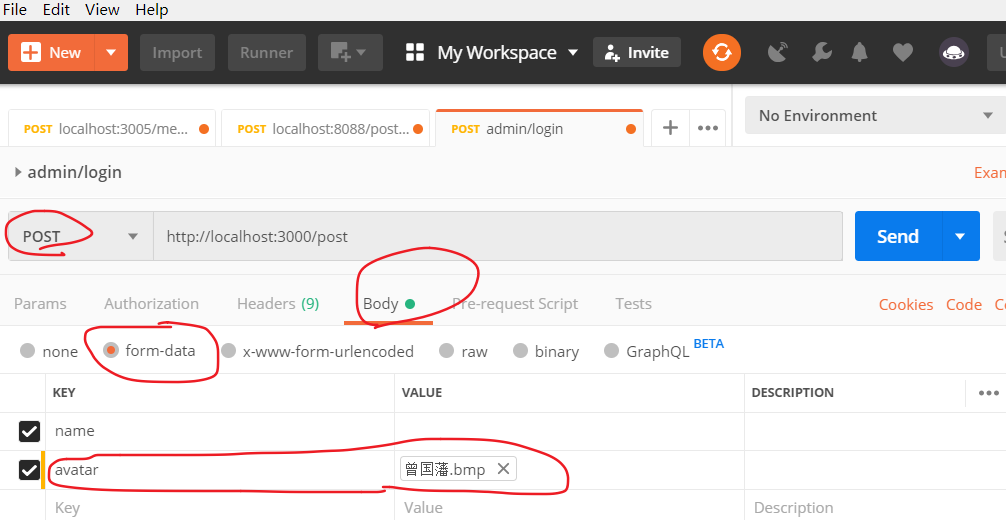 File Edit View Help
New Import Runner My Workspace Invite
POST localhost:3005/me... POST localhost:8088/post... POST admin/login No Environment
admin/login Exam
POST http://localhost:3000/post Send
Params Authorization Headers (9) Body Pre-request Script Tests Cookies Code
none form-data x-www-form-urlencoded raw binary GraphQL BETA
KEY VALUE DESCRIPTION
name
avatar 曾国藩.bmp
Key Value Description